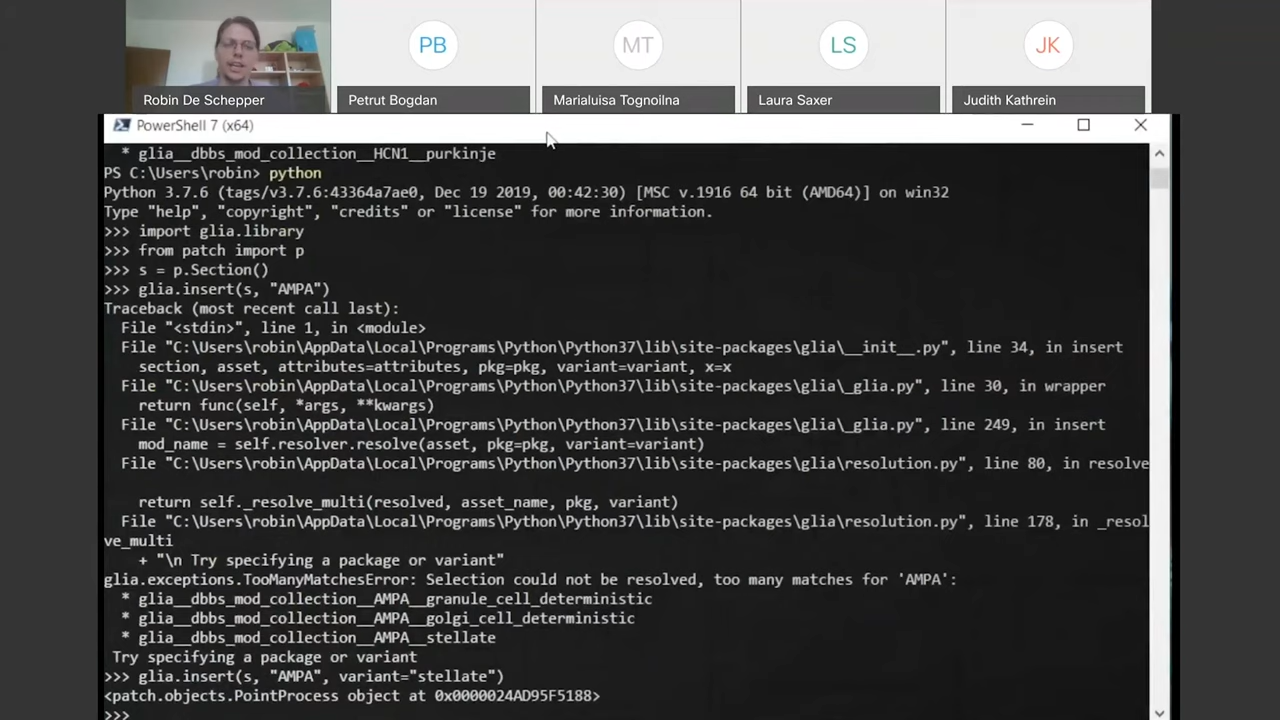 PB
MT
LS
JK
Robin De Schepper
Petrut Bogdan
Marialuisa Tognoilna
Laura Saxer
Judith Kathrein
PowerShell 7 (x64)
* glia__dbbs_mod_collection__HCN1__purkinje
PS C:\Users\robin> python
Python 3.7.6 (tags/v3.7.6:43364a7ae0, Dec 19 2019, 00:42:30) [MSC v.1916 64 bit (AMD64)] on win32
Type "help", "copyright", "credits" or "license" for more information.
>>> import glia.library
>>> from patch import p
>>> s = p.Section()
>>> glia.insert(s, "AMPA")
Traceback (most recent call last):
File "<stdin>", line 1, in <module>
File "C:\Users\robin\AppData\Local\Programs\Python\Python37\lib\site-packages\glia\__init__.py", line 34, in insert
section, asset, attributes=attributes, pkg=pkg, variant=variant, x=x
File "C:\Users\robin\AppData\Local\Programs\Python\Python37\lib\site-packages\glia\_glia.py", line 30, in wrapper
return func(self, *args, **kwargs)
File "C:\Users\robin\AppData\Local\Programs\Python\Python37\lib\site-packages\glia\_glia.py", line 249, in insert
mod_name = self.resolver.resolve(asset, pkg=pkg, variant=variant)
File "C:\Users\robin\AppData\Local\Programs\Python\Python37\lib\site-packages\glia\resolution.py", line 80, in resolve
return self._resolve_multi(resolved, asset_name, pkg, variant)
File "C:\Users\robin\AppData\Local\Programs\Python\Python37\lib\site-packages\glia\resolution.py", line 178, in _resol
ve_multi
+ "\n Try specifying a package or variant"
glia.exceptions.TooManyMatchesError: Selection could not be resolved, too many matches for 'AMPA':
* glia__dbbs_mod_collection__AMPA__granule_cell_deterministic
* glia__dbbs_mod_collection__AMPA__golgi_cell_deterministic
* glia__dbbs_mod_collection__AMPA__stellate
Try specifying a package or variant
>>> glia.insert(s, "AMPA", variant="stellate")
<patch.objects.PointProcess object at 0x0000024AD95F5188>
>>>